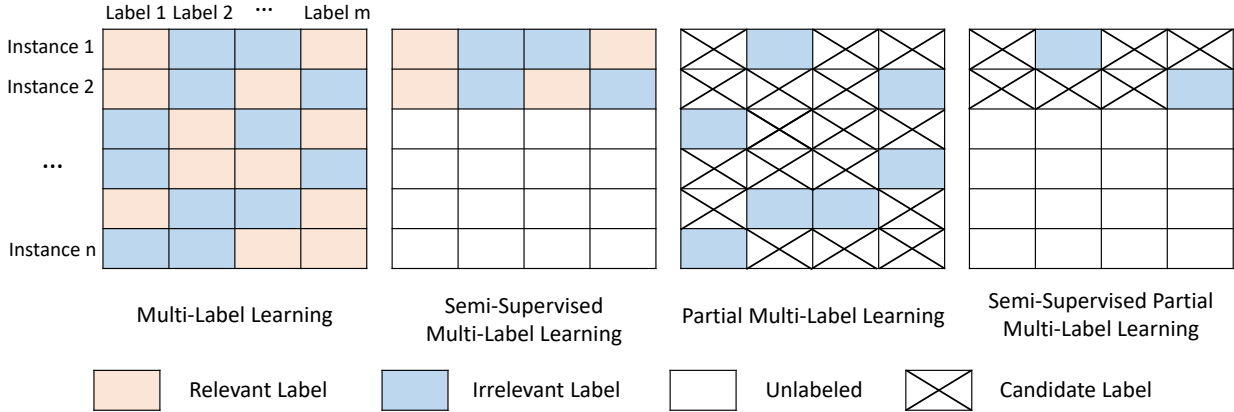 Label 1 Label 2 ... Label m
Instance 1
Instance 2
...
Instance n
Multi-Label Learning
Semi-Supervised
Multi-Label Learning
Partial Multi-Label Learning
Semi-Supervised Partial
Multi-Label Learning
Relevant Label
Irrelevant Label
Unlabeled
Candidate Label